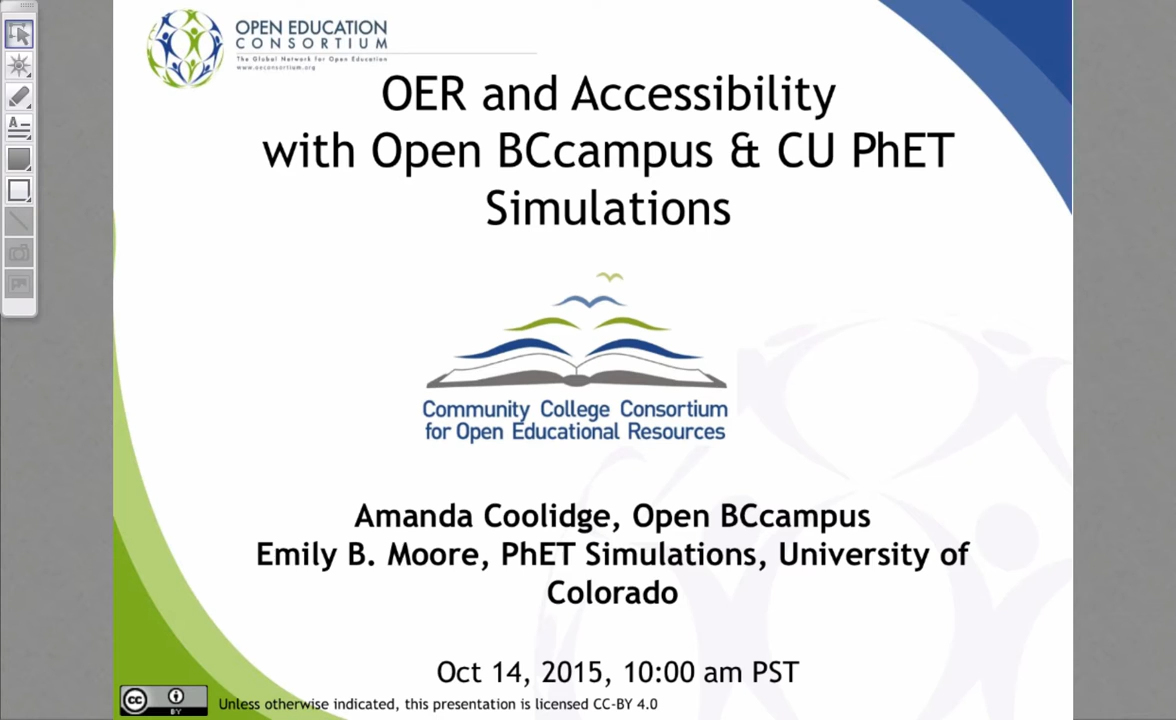 OPEN EDUCATION
CONSORTIUM
The Global Network for Open Education
www.oeconsortium.org
OER and Accessibility
with Open BCcampus & CU PhET
Simulations
Community College Consortium
for Open Educational Resources
Amanda Coolidge, Open BCcampus
Emily B. Moore, PhET Simulations, University of
Colorado
Oct 14, 2015, 10:00 am PST
cc BY
Unless otherwise indicated, this presentation is licensed CC-BY 4.0
A